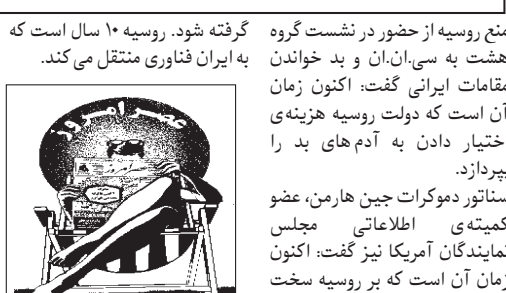 منع روسیه از حضور در نشست گروه
هشت به سی.ان.ان و بد خواندن
مقامات ایرانی گفت: اکنون زمان
آن است که دولت روسیه هزینه‌ی
اختیار دادن به آدم‌های بد را
بپردازد.
سناتور دموکرات جین هارمن، عضو
کمیته‌ی اطلاعاتی مجلس
نمایندگان آمریکا نیز گفت: اکنون
زمان آن است که بر روسیه سخت
گرفته شود. روسیه ۱۰ سال است که
به ایران فناوری منتقل می‌کند.
عصر امروز